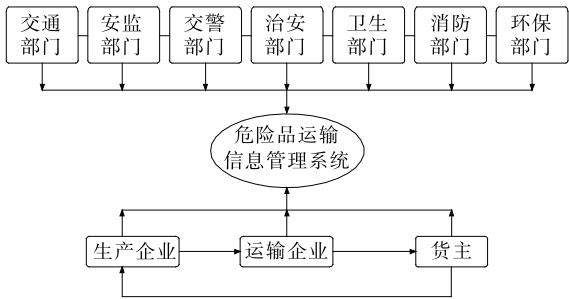 交通 安监 交警 治安 卫生 消防 环保
部门 部门 部门 部门 部门 部门 部门
危险品运输
信息管理系统
生产企业 运输企业 货主